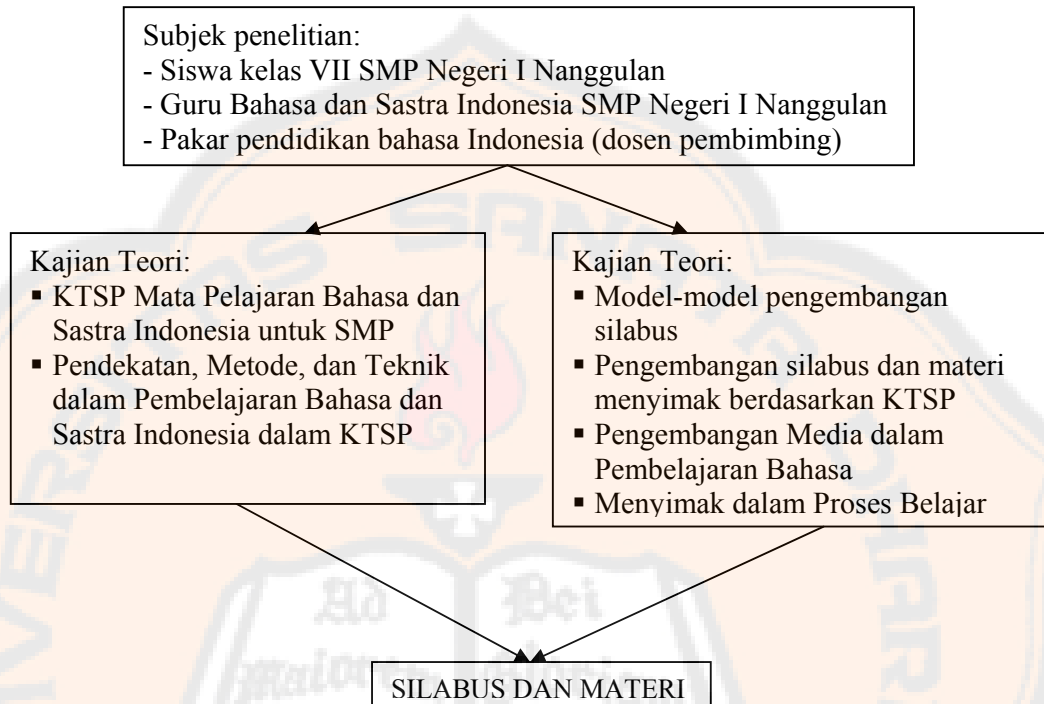 Subjek penelitian:
- Siswa kelas VII SMP Negeri I Nanggulan
- Guru Bahasa dan Sastra Indonesia SMP Negeri I Nanggulan
- Pakar pendidikan bahasa Indonesia (dosen pembimbing)
Kajian Teori:
▪ KTSP Mata Pelajaran Bahasa dan
Sastra Indonesia untuk SMP
▪ Pendekatan, Metode, dan Teknik
dalam Pembelajaran Bahasa dan
Sastra Indonesia dalam KTSP
Kajian Teori:
▪ Model-model pengembangan
silabus
▪ Pengembangan silabus dan materi
menyimak berdasarkan KTSP
▪ Pengembangan Media dalam
Pembelajaran Bahasa
▪ Menyimak dalam Proses Belajar
Ad Dei
SILABUS DAN MATERI